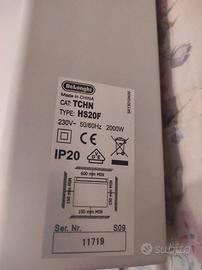 DeLonghi
Made in CHINA
CAT: TCHN
TYPE: HS20F
230V~ 50/60Hz 2000W
IP20
600 mm MIN
150 mm MIN
Ser. Nr. S09
11719
subito